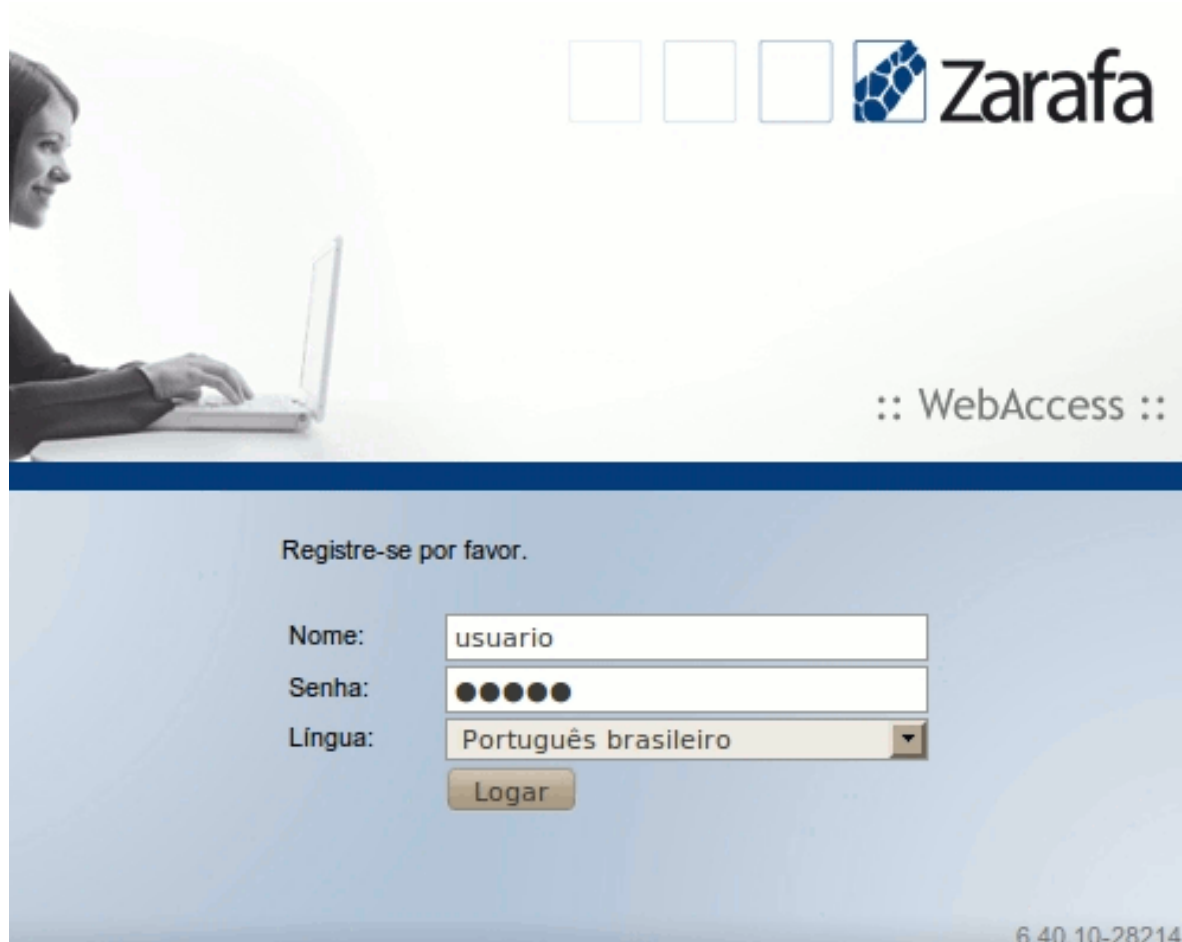 Zarafa
:: WebAccess ::
Registre-se por favor.
Nome: usuario
Senha: ●●●●●
Língua: Português brasileiro
Logar
6.40.10-28214